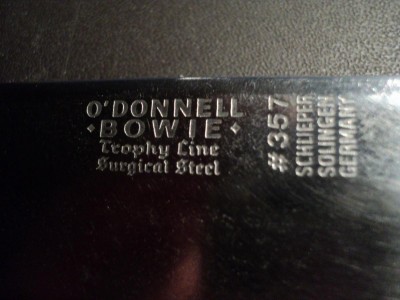 O'DONNELL
BOWIE
Trophy Line
Surgical Steel
#357
SCHLIEPER
SOLINGEN
GERMANY